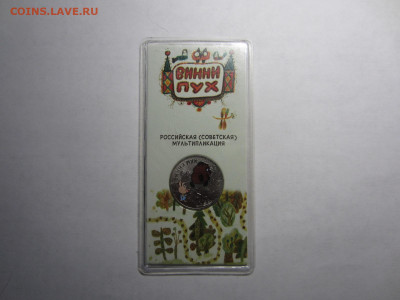 COINS.LAVE.RU
ВИННИ
ПУХ
РОССИЙСКАЯ (СОВЕТСКАЯ)
МУЛЬТИПЛИКАЦИЯ